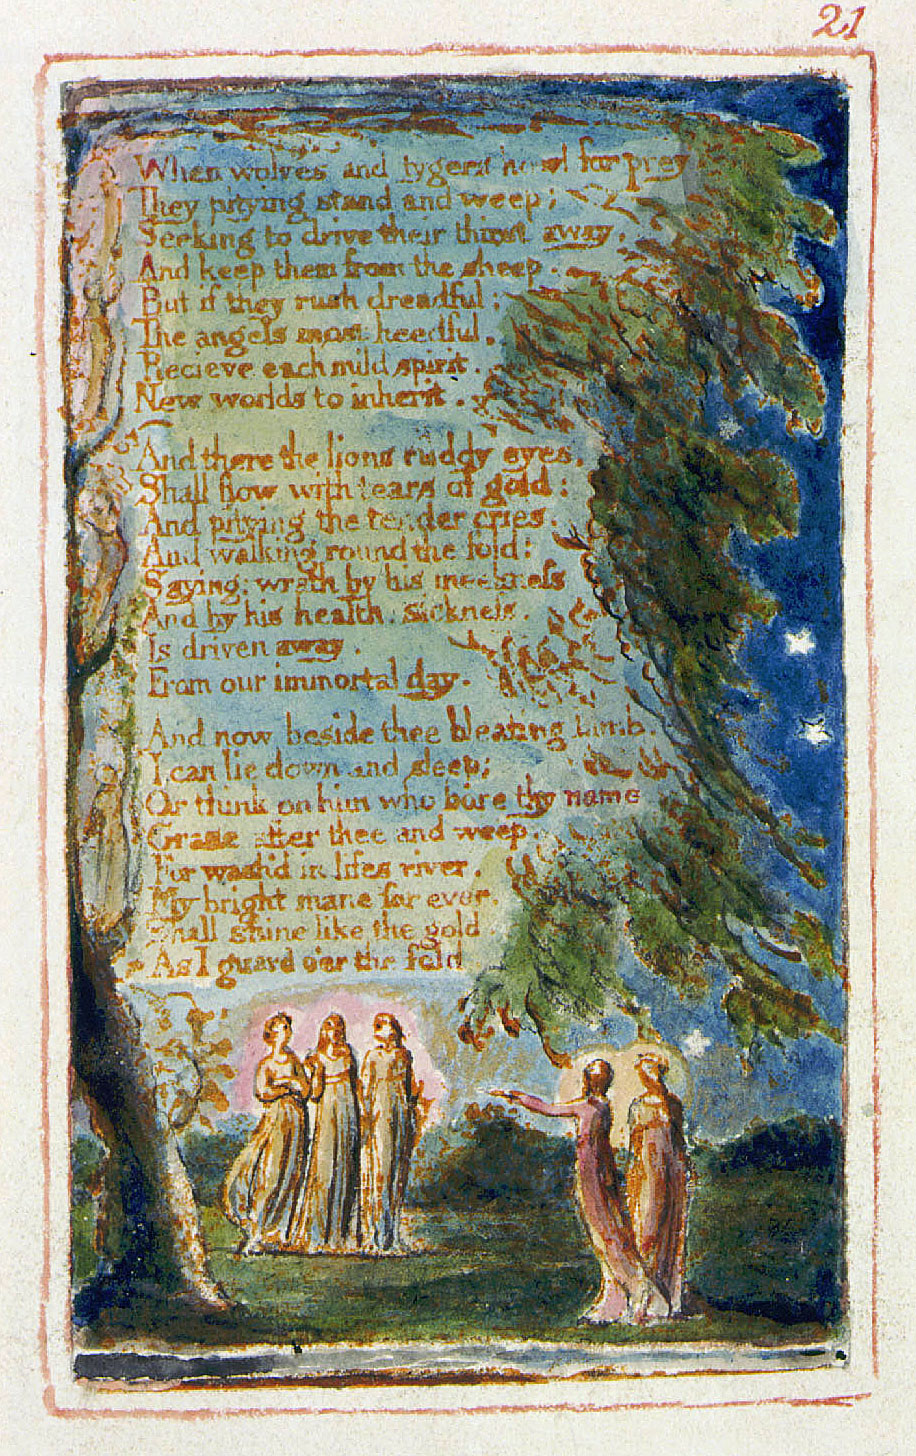 21
When wolves and tygers howl for prey
They pitying stand and weep;
Seeking to drive their thirst away,
And keep them from the sheep.
But if they rush dreadful;
The angels most heedful,
Recieve each mild spirit.
New worlds to inherit.
And there the lions ruddy eyes,
Shall flow with tears of gold:
And pitying the tender cries.
And walking round the fold:
Saying: wrath by his meekness
And by his health, sickness.
Is driven away.
From our immortal day.
And now beside thee bleating lamb.
I can lie down and sleep;
Or think on him who bore thy name
Graze after thee and weep.
For wash'd in lifes river.
My bright mane for ever.
Shall shine like the gold
As I guard o'er the fold